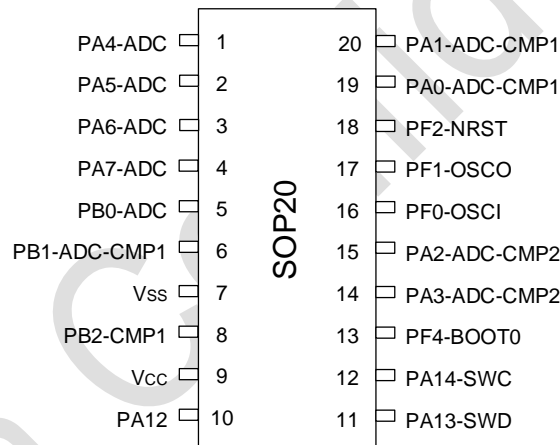 PA4-ADC 1 20 PA1-ADC-CMP1
PA5-ADC 2 19 PA0-ADC-CMP1
PA6-ADC 3 18 PF2-NRST
PA7-ADC 4 17 PF1-OSCO
PB0-ADC 5 16 PF0-OSCI
PB1-ADC-CMP1 6 15 PA2-ADC-CMP2
Vss 7 14 PA3-ADC-CMP2
PB2-CMP1 8 13 PF4-BOOT0
Vcc 9 12 PA14-SWC
PA12 10 11 PA13-SWD
SOP20